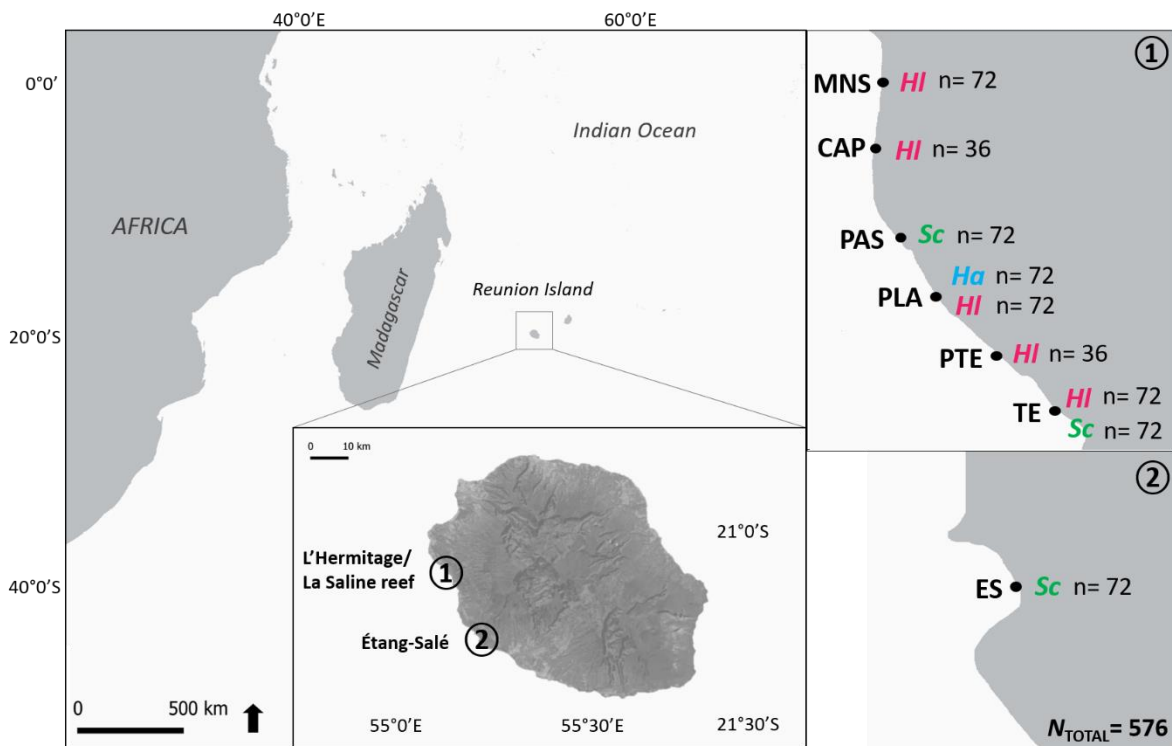 40°0'E
60°0'E
0°0'
20°0'S
40°0'S
AFRICA
Indian Ocean
Madagascar
Reunion Island
500 km
0
0
10 km
L'Hermitage/
La Saline reef
1
Étang-Salé
2
21°0'S
55°0'E
55°30'E
21°30'S
1
MNS Hl n= 72
CAP Hl n= 36
PAS Sc n= 72
Ha n= 72
PLA
Hl n= 72
PTE Hl n= 36
Hl n= 72
TE
Sc n= 72
2
ES Sc n= 72
NTOTAL= 576